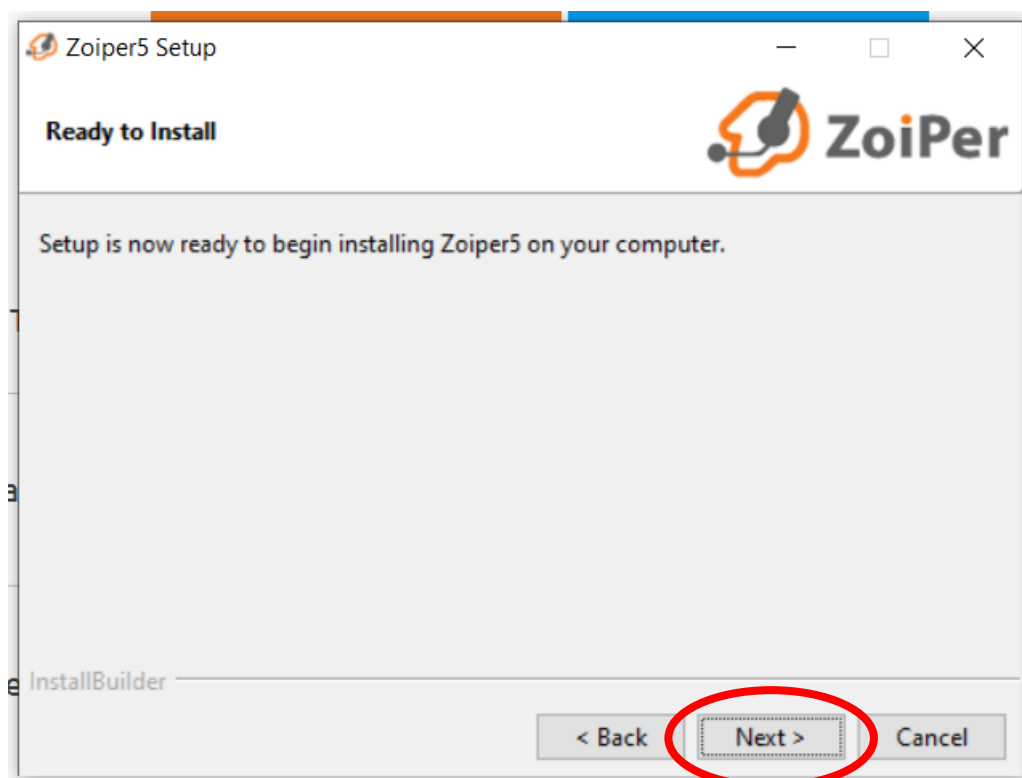 Zoiper5 Setup
Ready to Install
ZoiPer
Setup is now ready to begin installing Zoiper5 on your computer.
a
e
InstallBuilder
< Back
Next >
Cancel